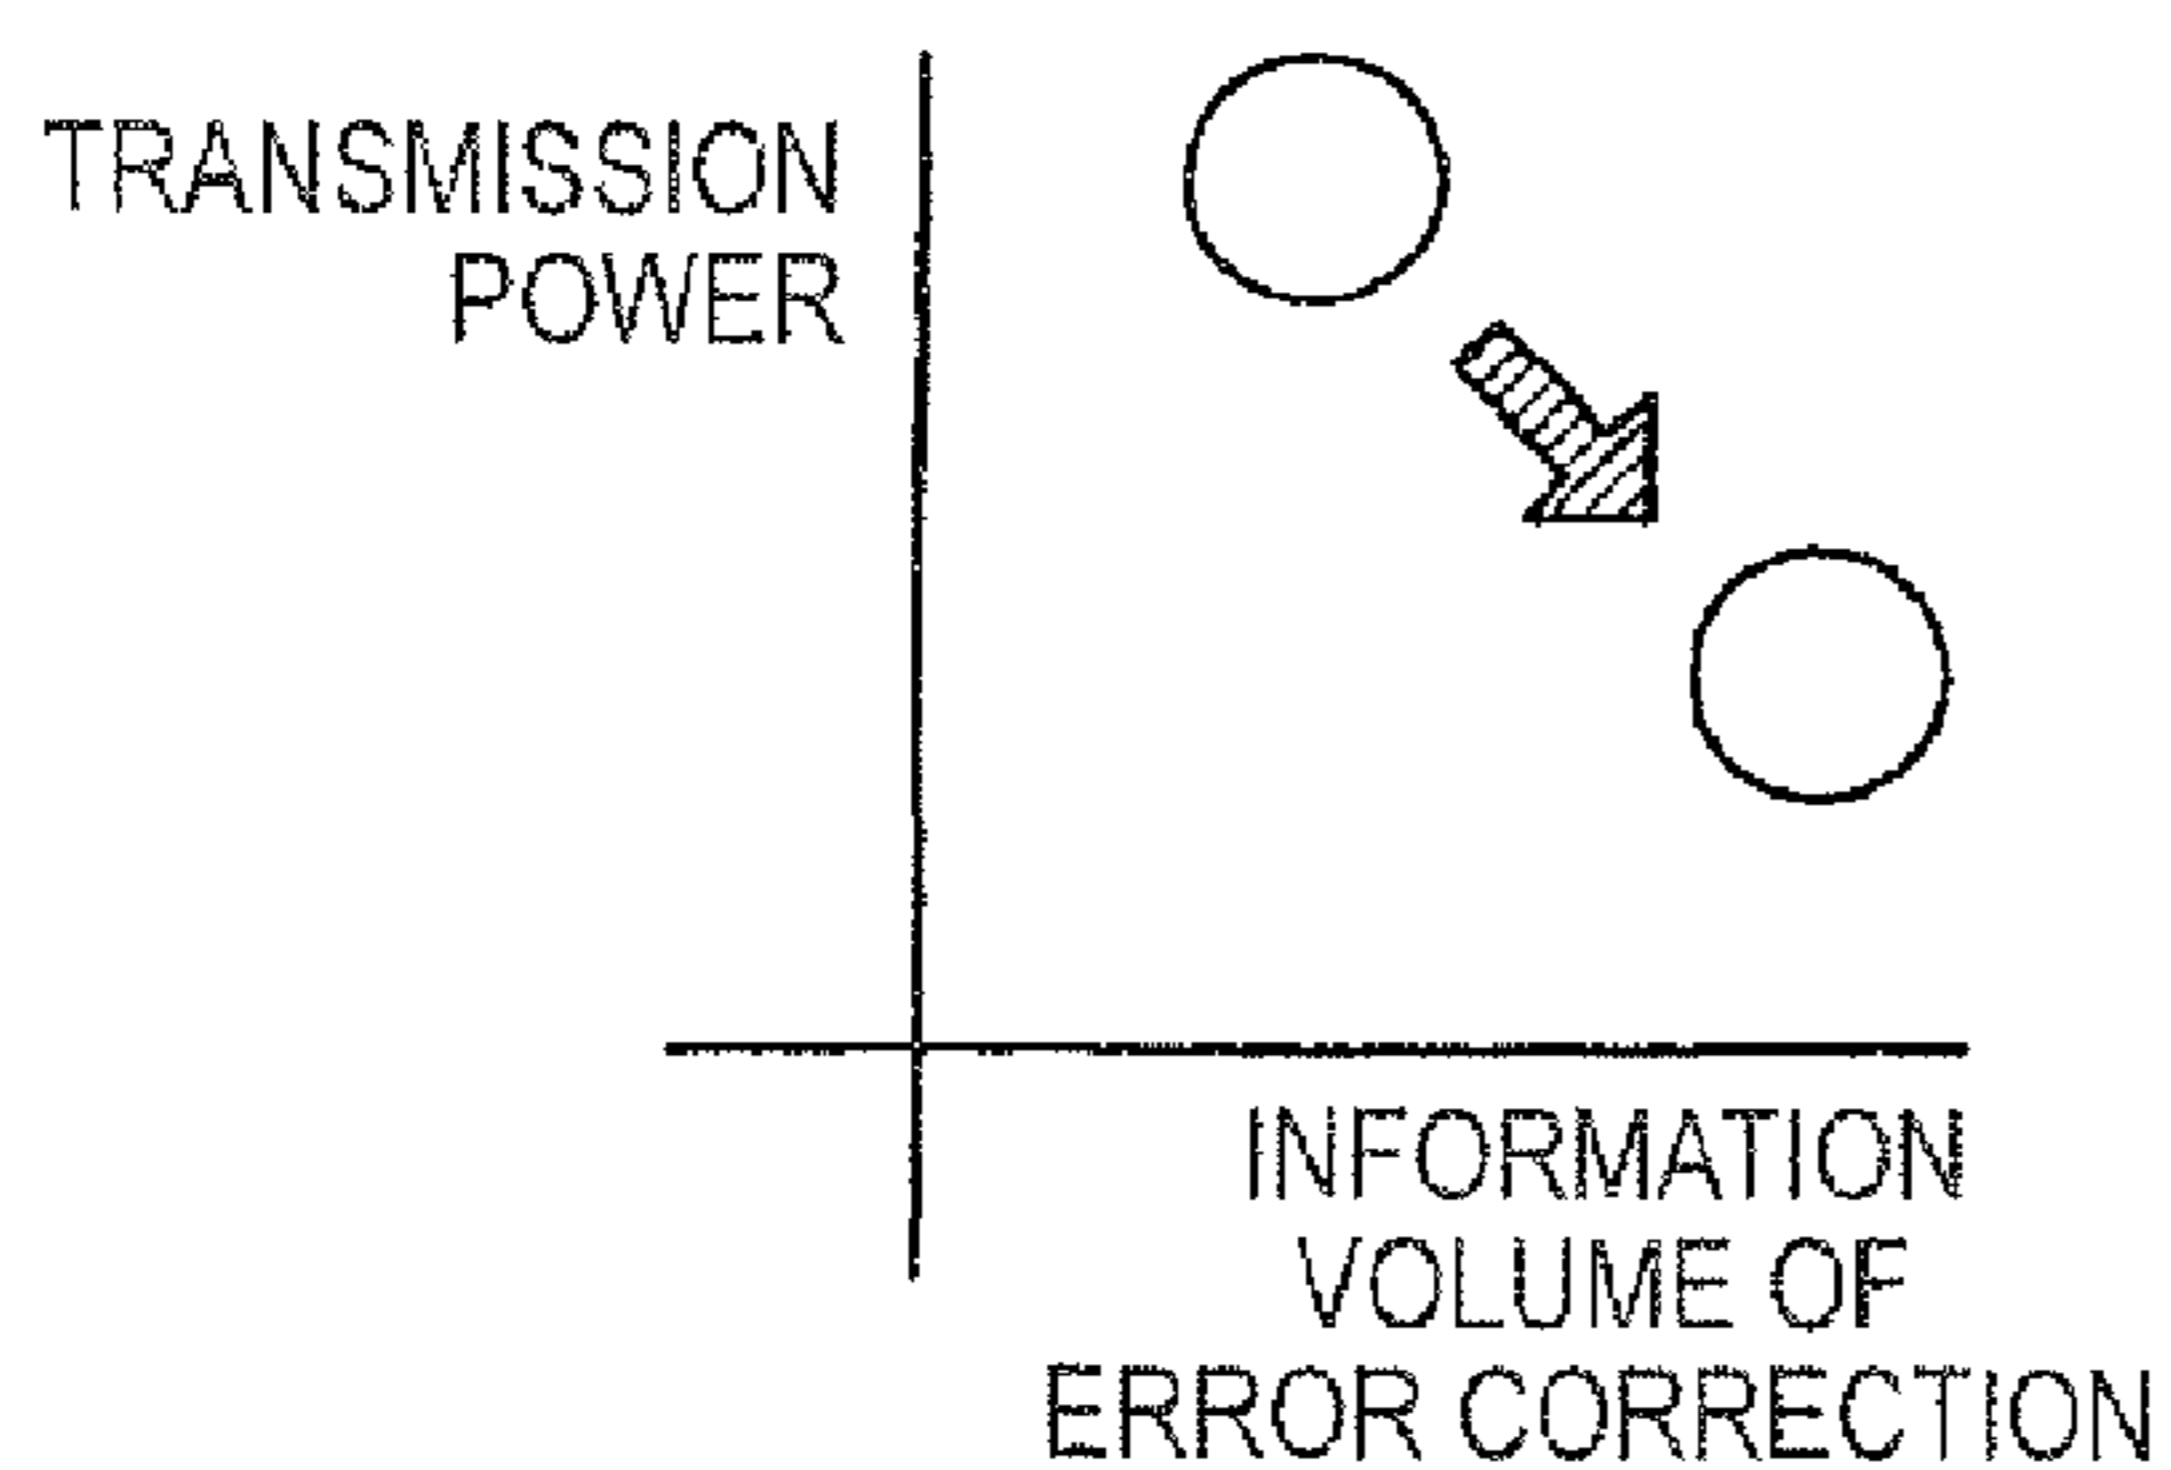 TRANSMISSION
POWER
INFORMATION
VOLUME OF
ERROR CORRECTION